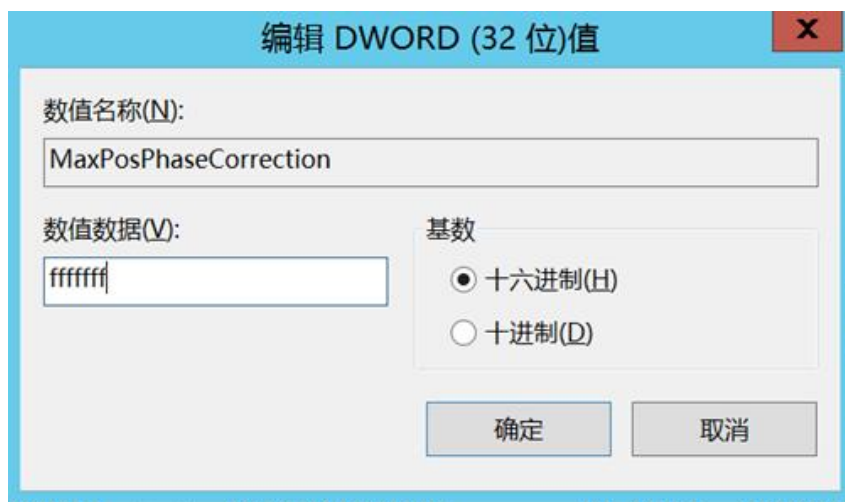 编辑 DWORD (32 位)值
X
数值名称(N):
MaxPosPhaseCorrection
数值数据(V):
基数
fffffff
十六进制(H)
十进制(D)
确定
取消